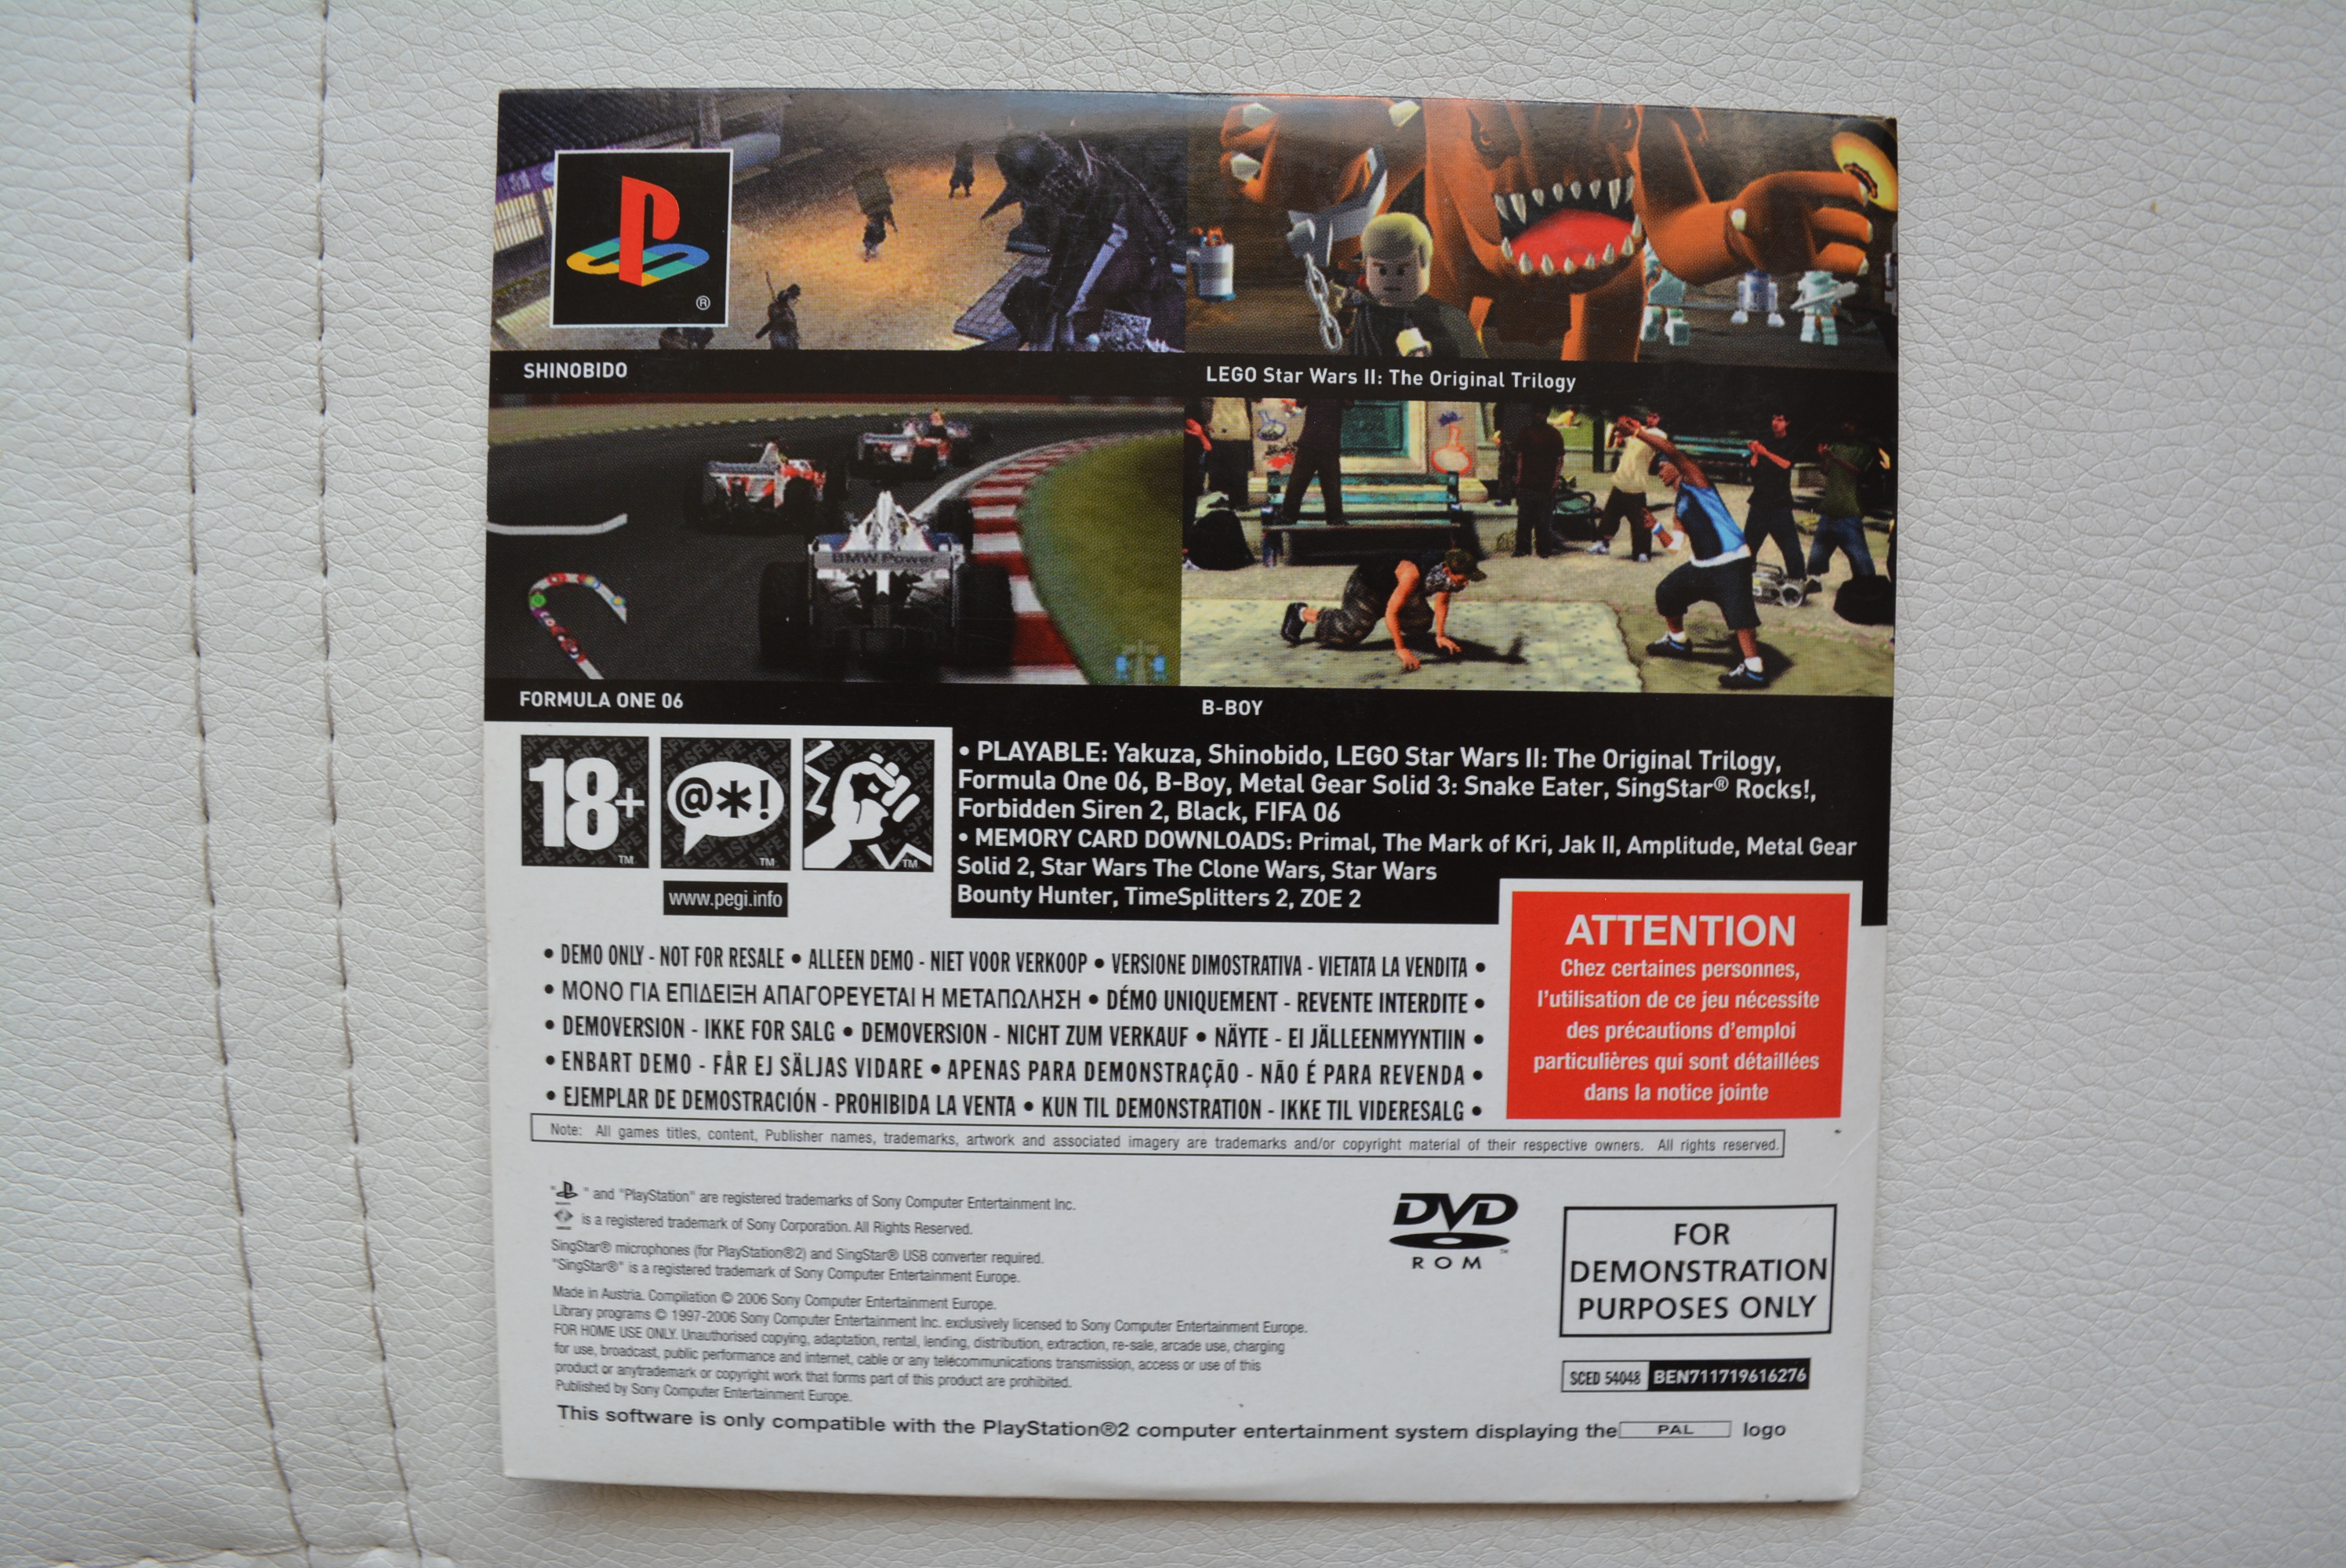 ®
SHINOBIDO
LEGO Star Wars II: The Original Trilogy
BMW Power
FORMULA ONE 06
B-BOY
18+
TM
@*!
TM
TM
www.pegi.info
• PLAYABLE: Yakuza, Shinobido, LEGO Star Wars II: The Original Trilogy,
Formula One 06, B-Boy, Metal Gear Solid 3: Snake Eater, SingStar® Rocks!,
Forbidden Siren 2, Black, FIFA 06
• MEMORY CARD DOWNLOADS: Primal, The Mark of Kri, Jak II, Amplitude, Metal Gear
Solid 2, Star Wars The Clone Wars, Star Wars
Bounty Hunter, TimeSplitters 2, ZOE 2
ATTENTION
Chez certaines personnes,
l'utilisation de ce jeu nécessite
des précautions d'emploi
particulières qui sont détaillées
dans la notice jointe
• DEMO ONLY - NOT FOR RESALE • ALLEEN DEMO - NIET VOOR VERKOOP • VERSIONE DIMOSTRATIVA - VIETATA LA VENDITA •
• ΜΟΝΟ ΓΙΑ ΕΠΙΔΕΙΞΗ ΑΠΑΓΟΡΕΥΕΤΑΙ Η ΜΕΤΑΠΩΛΗΣΗ • DÉMO UNIQUEMENT - REVENTE INTERDITE •
• DEMOVERSION - IKKE FOR SALG • DEMOVERSION - NICHT ZUM VERKAUF • NÄYTE - EI JÄLLEENMYYNTIIN •
• ENBART DEMO - FÅR EJ SÄLJAS VIDARE • APENAS PARA DEMONSTRAÇÃO - NÃO É PARA REVENDA •
• EJEMPLAR DE DEMOSTRACIÓN - PROHIBIDA LA VENTA • KUN TIL DEMONSTRATION - IKKE TIL VIDERESALG •
Note: All games titles, content, Publisher names, trademarks, artwork and associated imagery are trademarks and/or copyright material of their respective owners. All rights reserved.
" " and "PlayStation" are registered trademarks of Sony Computer Entertainment Inc.
is a registered trademark of Sony Corporation. All Rights Reserved.
SingStar® microphones (for PlayStation®2) and SingStar® USB converter required.
"SingStar®" is a registered trademark of Sony Computer Entertainment Europe.
Made in Austria. Compilation © 2006 Sony Computer Entertainment Europe.
Library programs © 1997-2006 Sony Computer Entertainment Inc. exclusively licensed to Sony Computer Entertainment Europe.
FOR HOME USE ONLY. Unauthorised copying, adaptation, rental, lending, distribution, extraction, re-sale, arcade use, charging
for use, broadcast, public performance and internet, cable or any telecommunications transmission, access or use of this
product or anytrademark or copyright work that forms part of this product are prohibited.
Published by Sony Computer Entertainment Europe.
DVD
ROM
FOR
DEMONSTRATION
PURPOSES ONLY
SCED 54048 BEN711719616276
This software is only compatible with the PlayStation®2 computer entertainment system displaying the PAL logo